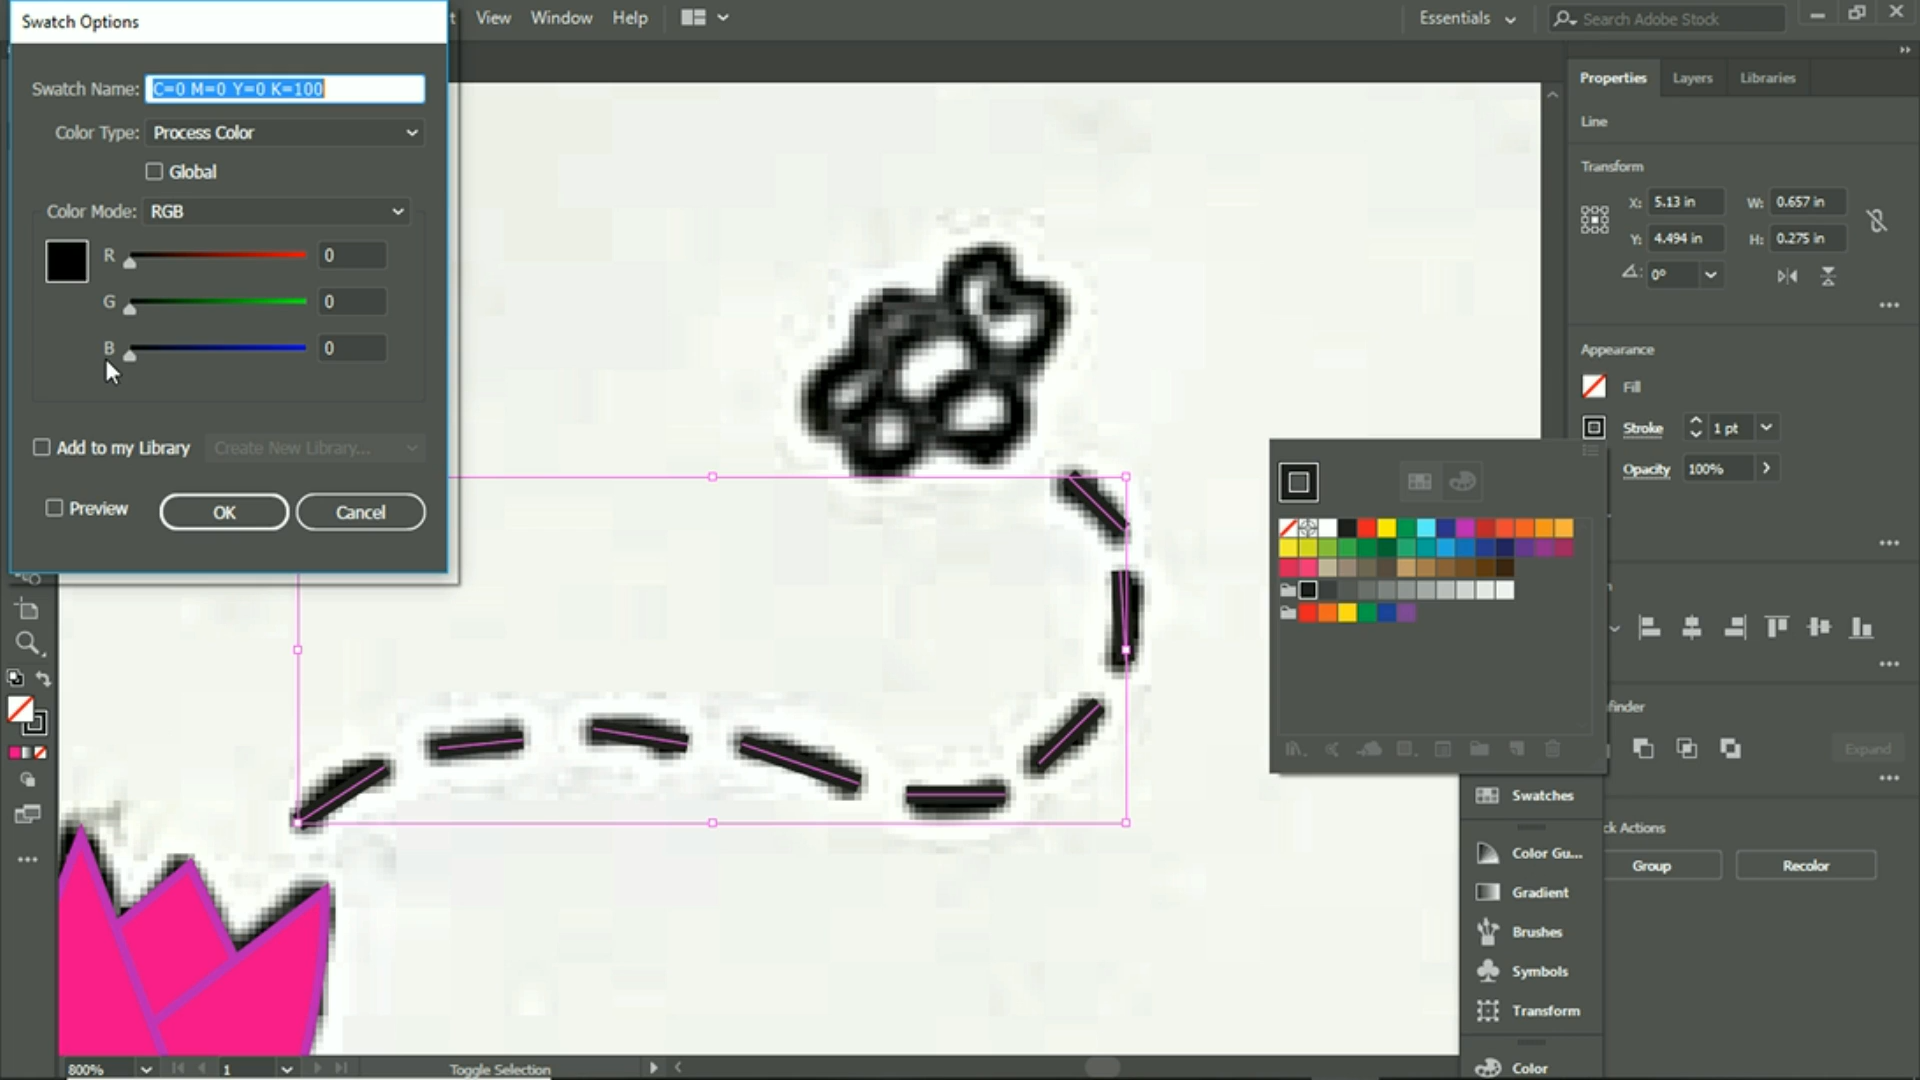 Swatch Options
View Window Help
Essentials
Search Adobe Stock
Swatch Name: C=0 M=0 Y=0 K=100
Color Type: Process Color
Global
Color Mode: RGB
R 0
G 0
B 0
Add to my Library Create New Library...
Preview OK Cancel
Properties Layers Libraries
Line
Transform
X: 5.13 in W: 0.657 in
Y: 4.494 in H: 0.275 in
0°
Appearance
Fill
Stroke 1 pt
Opacity 100%
finder
Expand
Swatches
ck Actions
Color Gu...
Group Recolor
Gradient
Brushes
Symbols
Transform
Color
800% 1 Toggle Selection